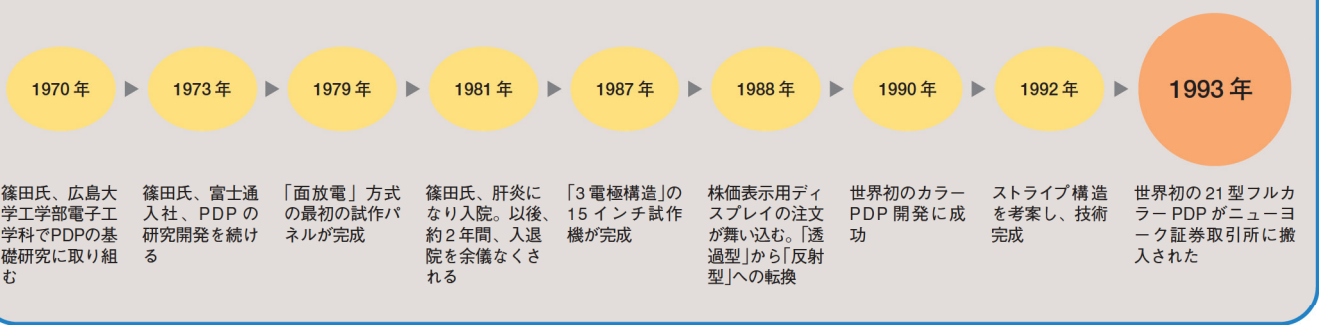 1970年
1973年
1979年
1981年
1987年
1988年
1990年
1992年
1993年
篠田氏、広島大
学工学部電子工
学科でPDPの基
礎研究に取り組
む
篠田氏、富士通
入社、PDPの
研究開発を続け
る
「面放電」方式
の最初の試作パ
ネルが完成
篠田氏、肝炎に
なり入院。以後、
約2年間、入退
院を余儀なくさ
れる
「3電極構造」の
15インチ試作
機が完成
株価表示用ディ
スプレイの注文
が舞い込む。「透
過型」から「反射
型」への転換
世界初のカラー
PDP開発に成
功
ストライプ構造
を考案し、技術
完成
世界初の21型フルカ
ラーPDPがニューヨ
ーク証券取引所に搬
入された